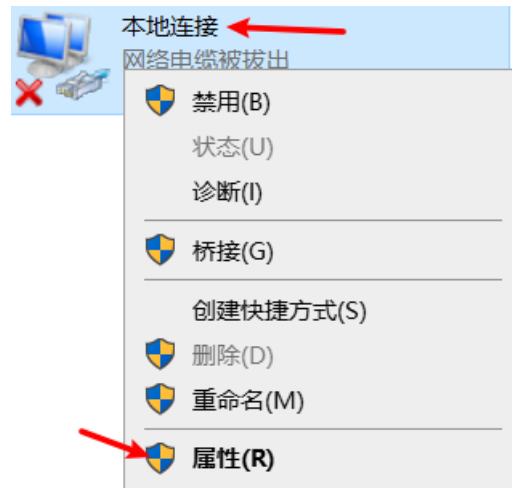 本地连接
网络电缆被拔出
禁用(B)
状态(U)
诊断(I)
桥接(G)
创建快捷方式(S)
删除(D)
重命名(M)
属性(R)